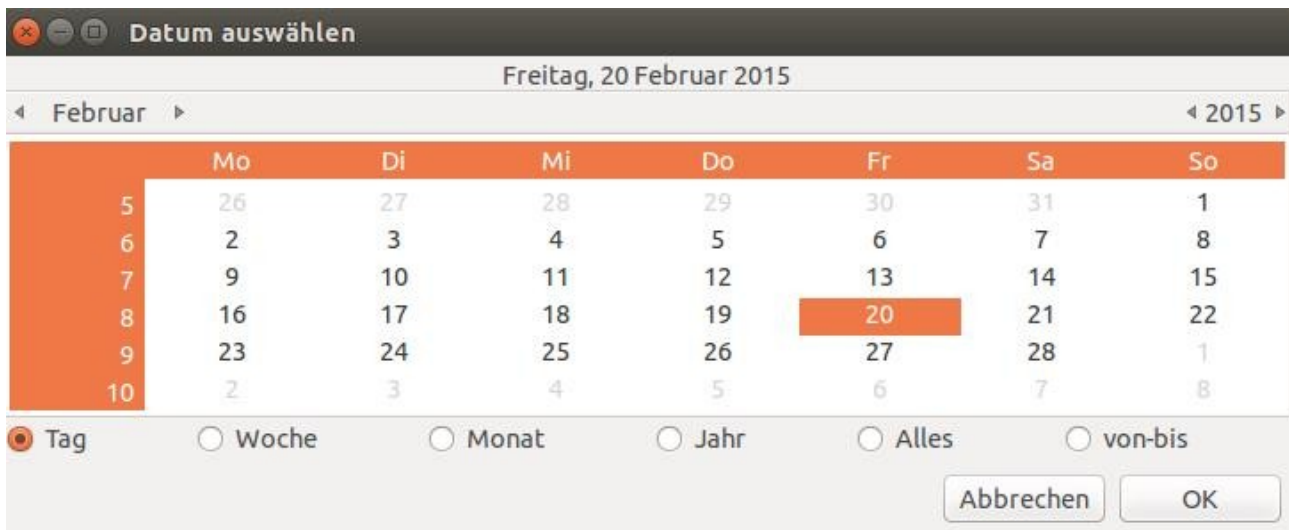 Datum auswählen
Freitag, 20 Februar 2015
Februar 2015
Mo Di Mi Do Fr Sa So
5 26 27 28 29 30 31 1
6 2 3 4 5 6 7 8
7 9 10 11 12 13 14 15
8 16 17 18 19 20 21 22
9 23 24 25 26 27 28 1
10 2 3 4 5 6 7 8
Tag Woche Monat Jahr Alles von-bis
Abbrechen OK